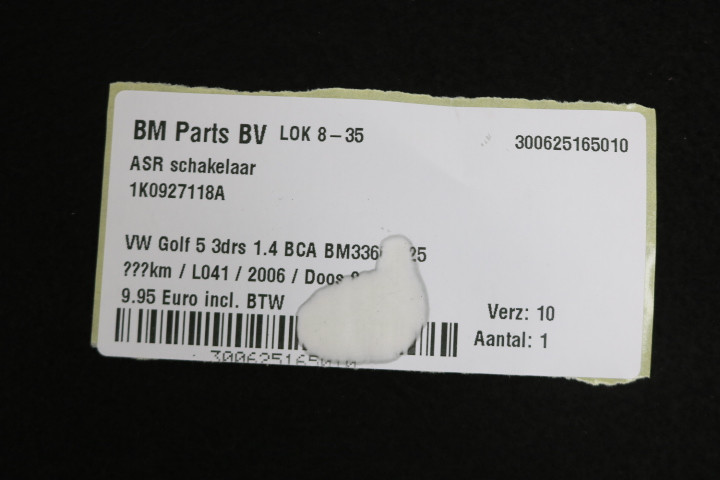 BM Parts BV LOK 8-35 300625165010
ASR schakelaar
1K0927118A
VW Golf 5 3drs 1.4 BCA
???km / L041 / 2006 / Doos
9.95 Euro incl. BTW
Verz: 10
Aantal: 1
300625165010